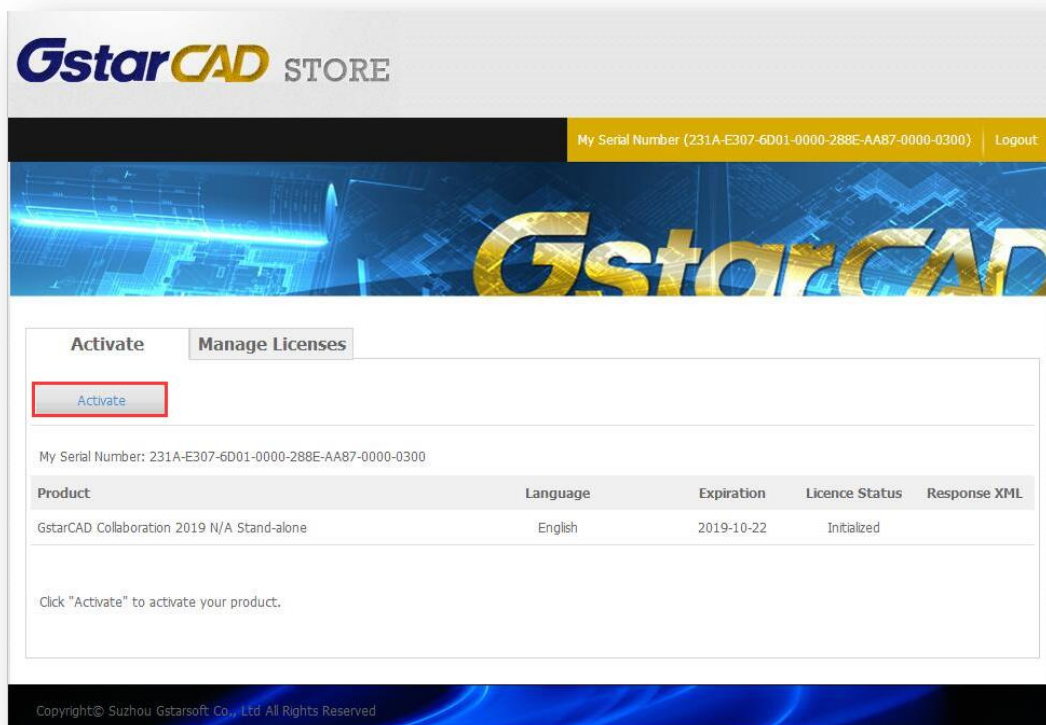 GstarCAD STORE
My Serial Number (231A-E307-6D01-0000-288E-AA87-0000-0300) Logout
GstarCAD
Activate Manage Licenses
Activate
My Serial Number: 231A-E307-6D01-0000-288E-AA87-0000-0300
Product Language Expiration Licence Status Response XML
GstarCAD Collaboration 2019 N/A Stand-alone English 2019-10-22 Initialized
Click "Activate" to activate your product.
Copyright© Suzhou Gstarsoft Co., Ltd All Rights Reserved